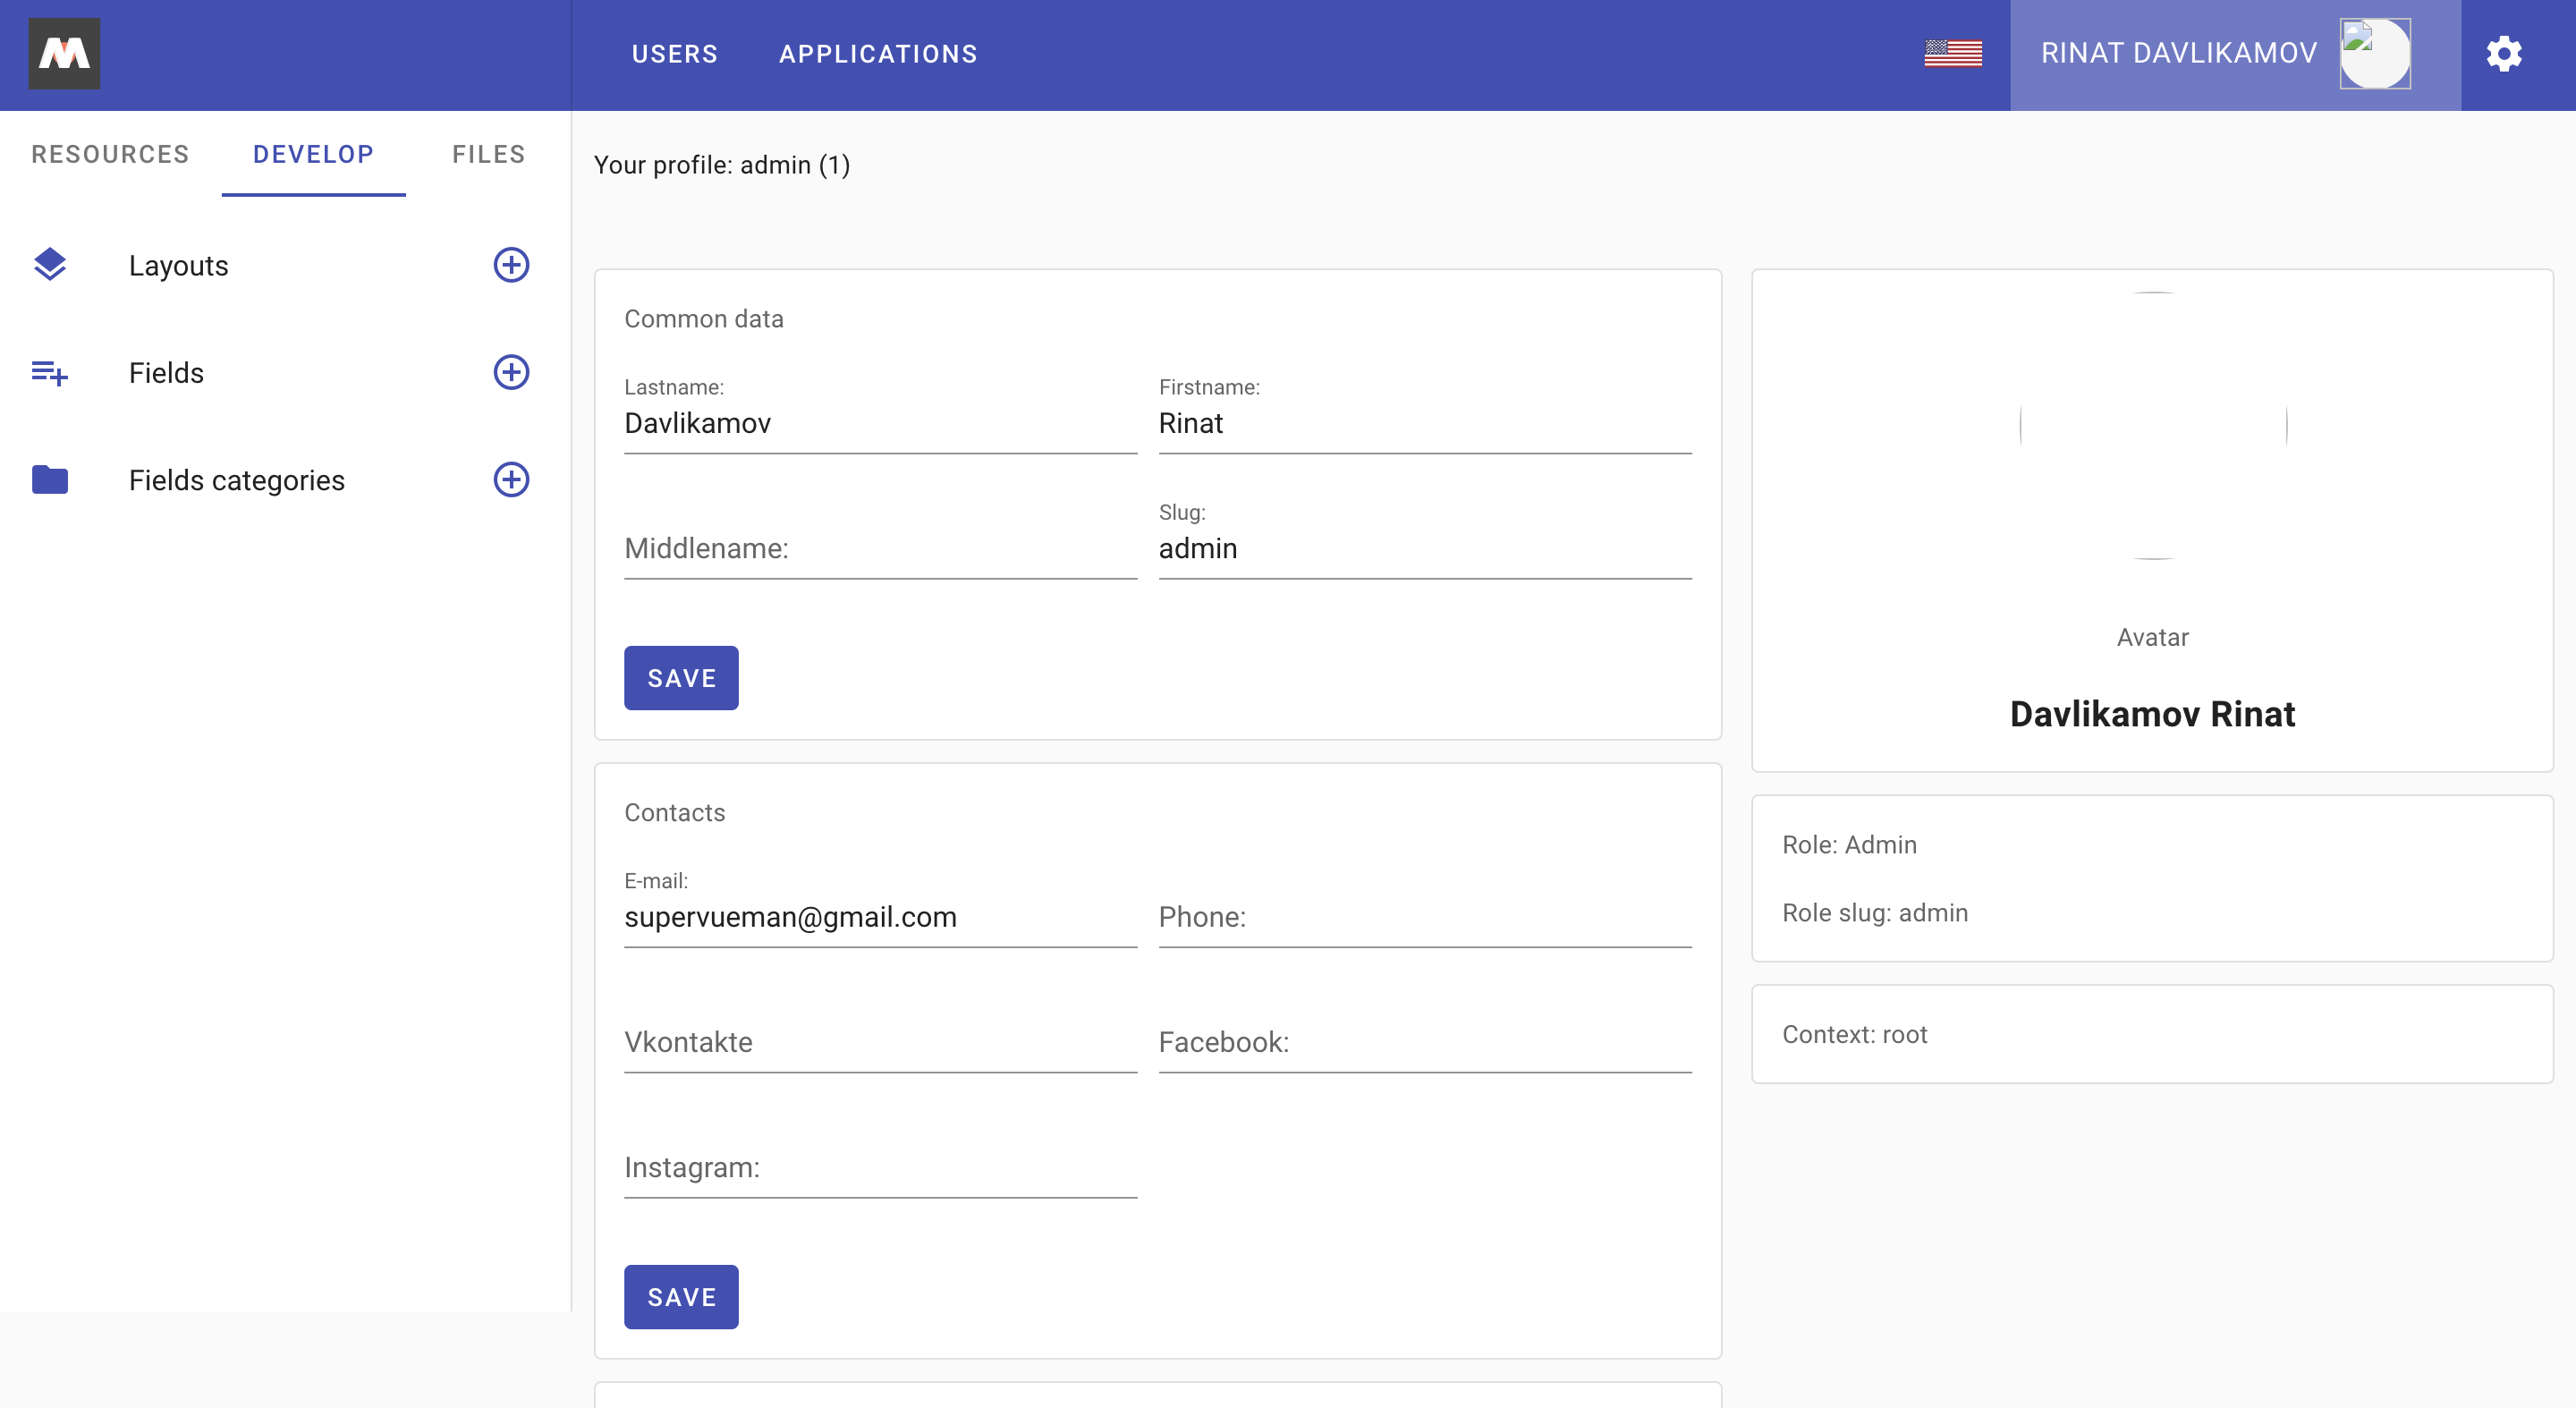 USERS APPLICATIONS RINAT DAVLIKAMOV
RESOURCES DEVELOP FILES
Layouts
Fields
Fields categories
Your profile: admin (1)
Common data
Lastname: Firstname:
Davlikamov Rinat
Slug:
Middlename: admin
SAVE
Contacts
E-mail:
supervueman@gmail.com Phone:
Vkontakte Facebook:
Instagram:
SAVE
Avatar
Davlikamov Rinat
Role: Admin
Role slug: admin
Context: root